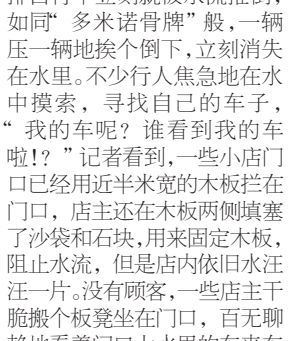 如同“多米诺骨牌”般，一辆
压一辆地挨个倒下，立刻消失
在水里。不少行人焦急地在水
中摸索，寻找自己的车子，
“我的车呢？谁看到我的车
啦!？”记者看到，一些小店门
口已经用近半米宽的木板拦在
门口，店主还在木板两侧填塞
了沙袋和石块，用来固定木板，
阻止水流，但是店内依旧水汪
汪一片。没有顾客，一些店主干
脆搬个板凳坐在门口，百无聊